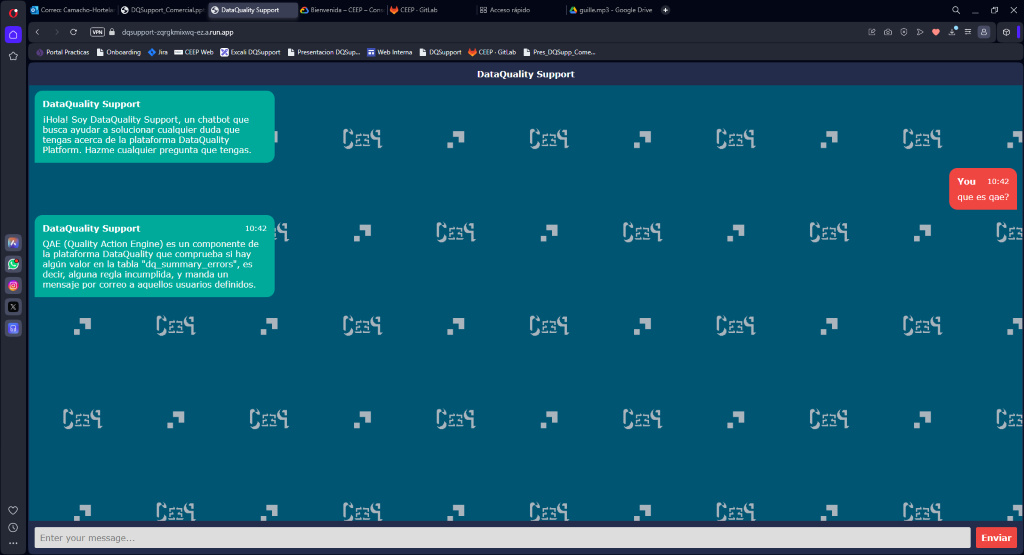 Correo: Camacho-Hortela
DQSupport_Comercial.pp
DataQuality Support
Bienvenida – CEEP – Con
CEEP · GitLab
Acceso rápido
guille.mp3 - Google Drive
VPN
dqsupport-zqrgkmixwq-ez.a.run.app
Portal Practicas
Onboarding
Jira
CEEP Web
Excali DQSupport
Presentacion DQSup...
Web Interna
DQSupport
CEEP · GitLab
Pres_DQSupp_Come...
DataQuality Support
DataQuality Support
¡Hola! Soy DataQuality Support, un chatbot que
busca ayudar a solucionar cualquier duda que
tengas acerca de la plataforma DataQuality
Platform. Hazme cualquier pregunta que tengas.
You 10:42
que es qae?
DataQuality Support 10:42
QAE (Quality Action Engine) es un componente de
la plataforma DataQuality que comprueba si hay
algún valor en la tabla "dq_summary_errors", es
decir, alguna regla incumplida, y manda un
mensaje por correo a aquellos usuarios definidos.
Enter your message...
Enviar